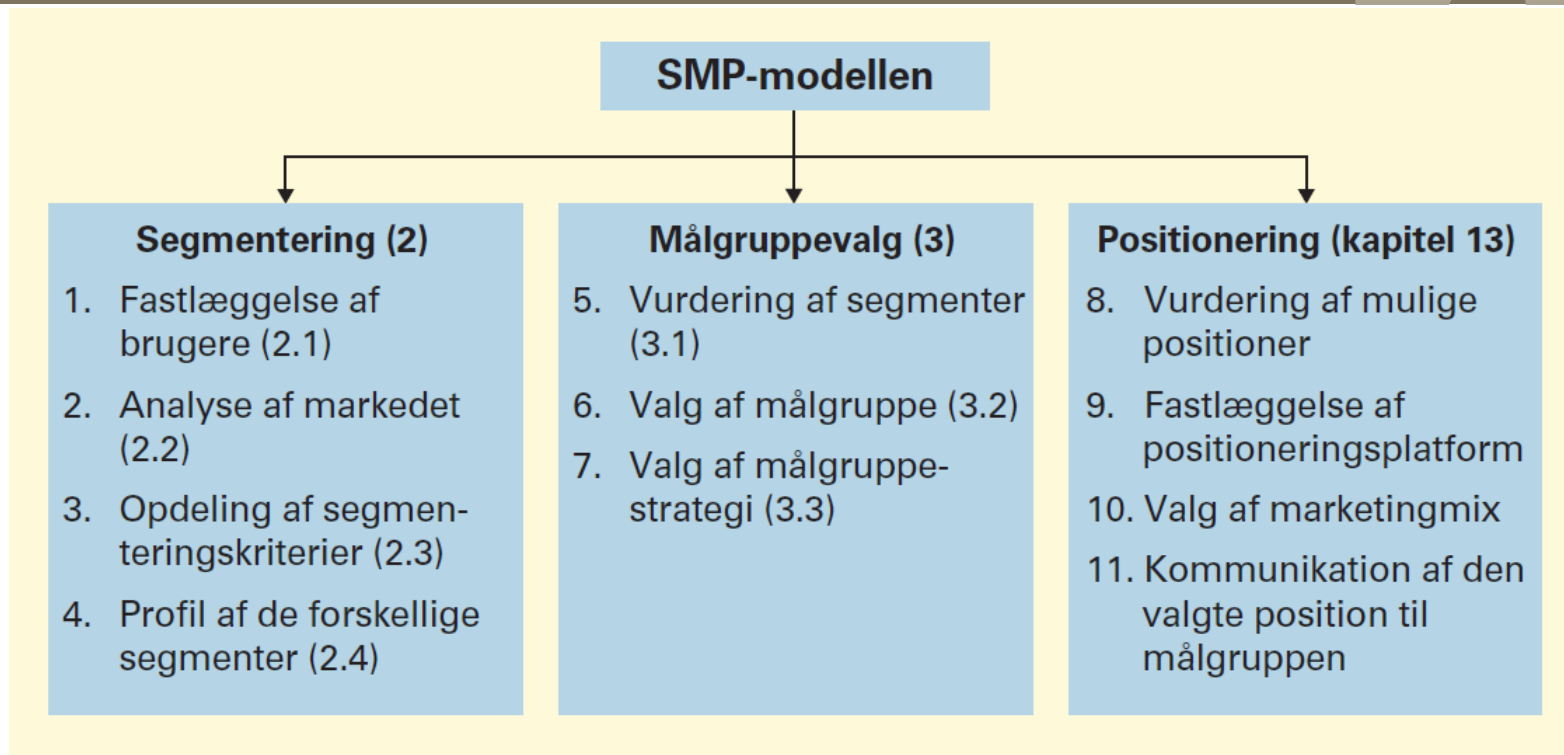 SMP-modellen
Segmentering (2)
1. Fastlæggelse af
brugere (2.1)
2. Analyse af markedet
(2.2)
3. Opdeling af segmen-
teringskriterier (2.3)
4. Profil af de forskellige
segmenter (2.4)
Målgruppevalg (3)
5. Vurdering af segmenter
(3.1)
6. Valg af målgruppe (3.2)
7. Valg af målgruppe-
strategi (3.3)
Positionering (kapitel 13)
8. Vurdering af mulige
positioner
9. Fastlæggelse af
positioneringsplatform
10. Valg af marketingmix
11. Kommunikation af den
valgte position til
målgruppen